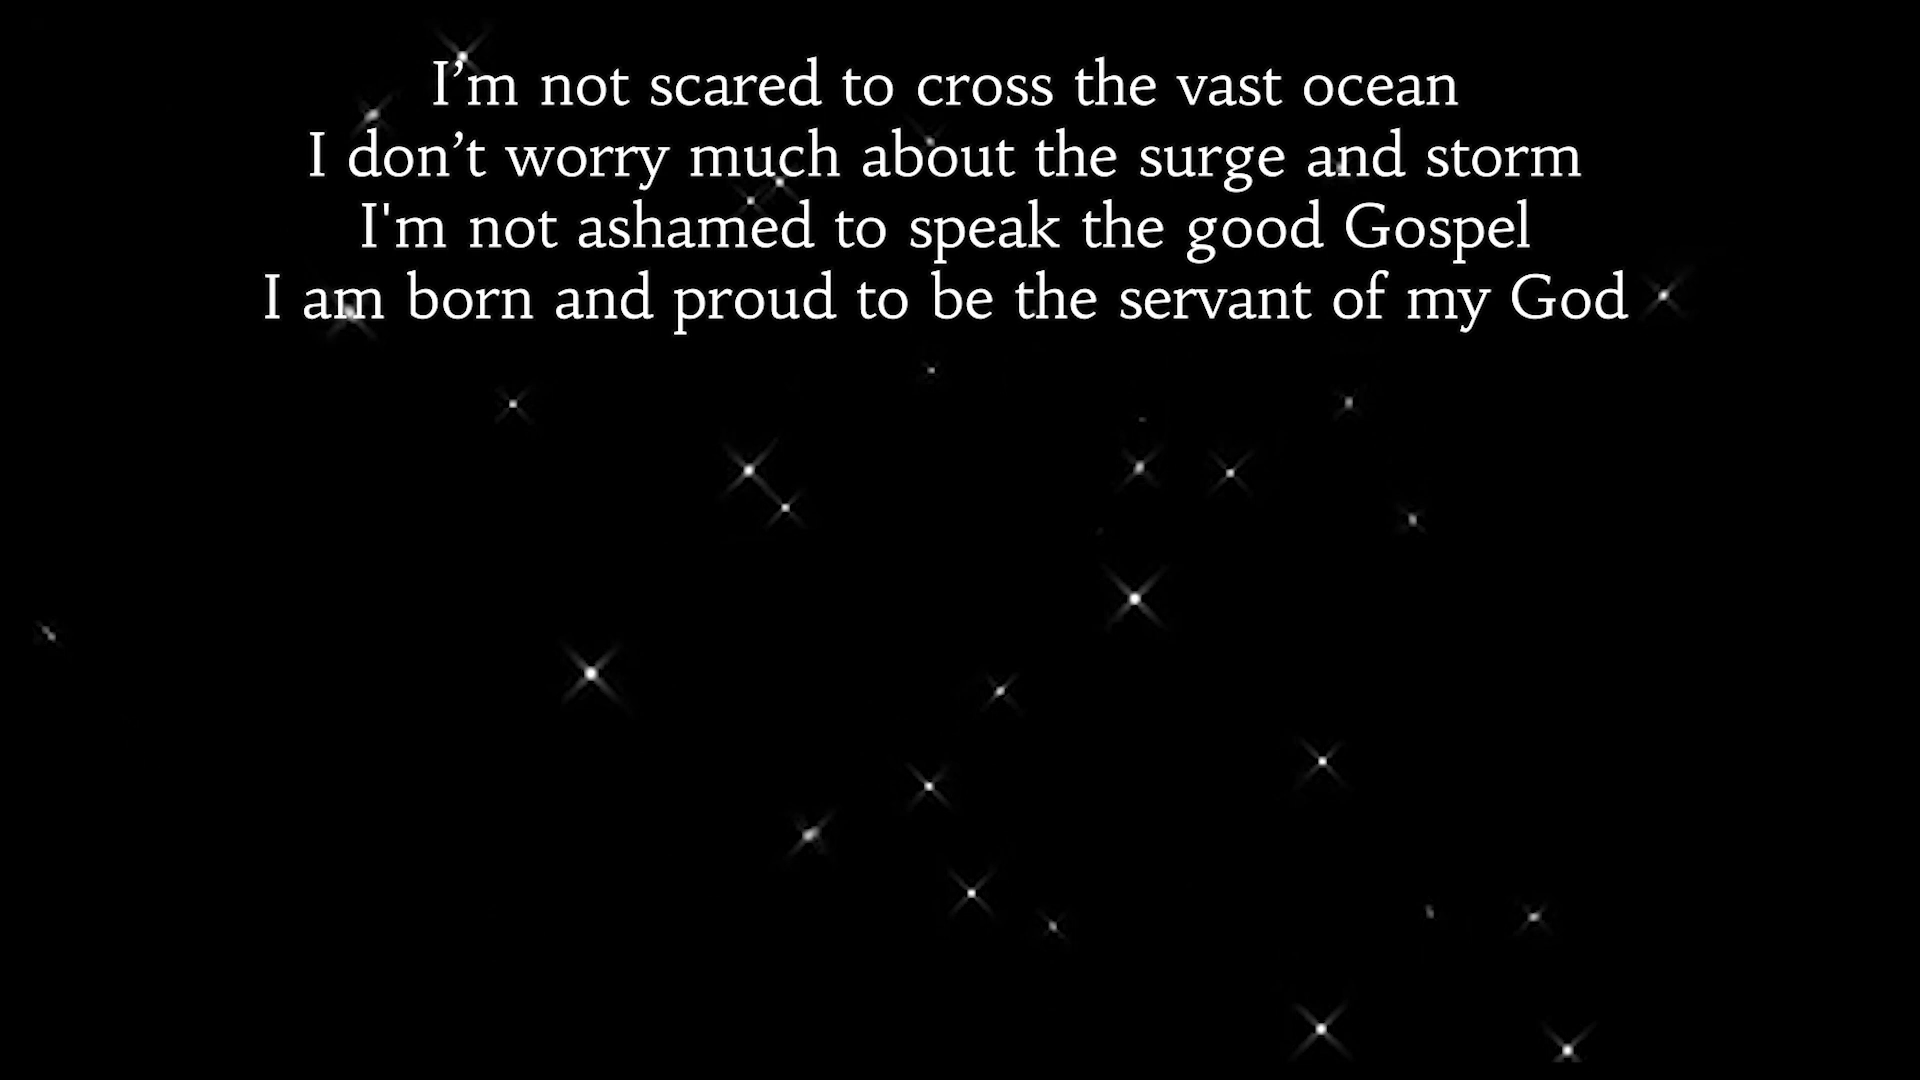 I’m not scared to cross the vast ocean
I don’t worry much about the surge and storm
I'm not ashamed to speak the good Gospel
I am born and proud to be the servant of my God